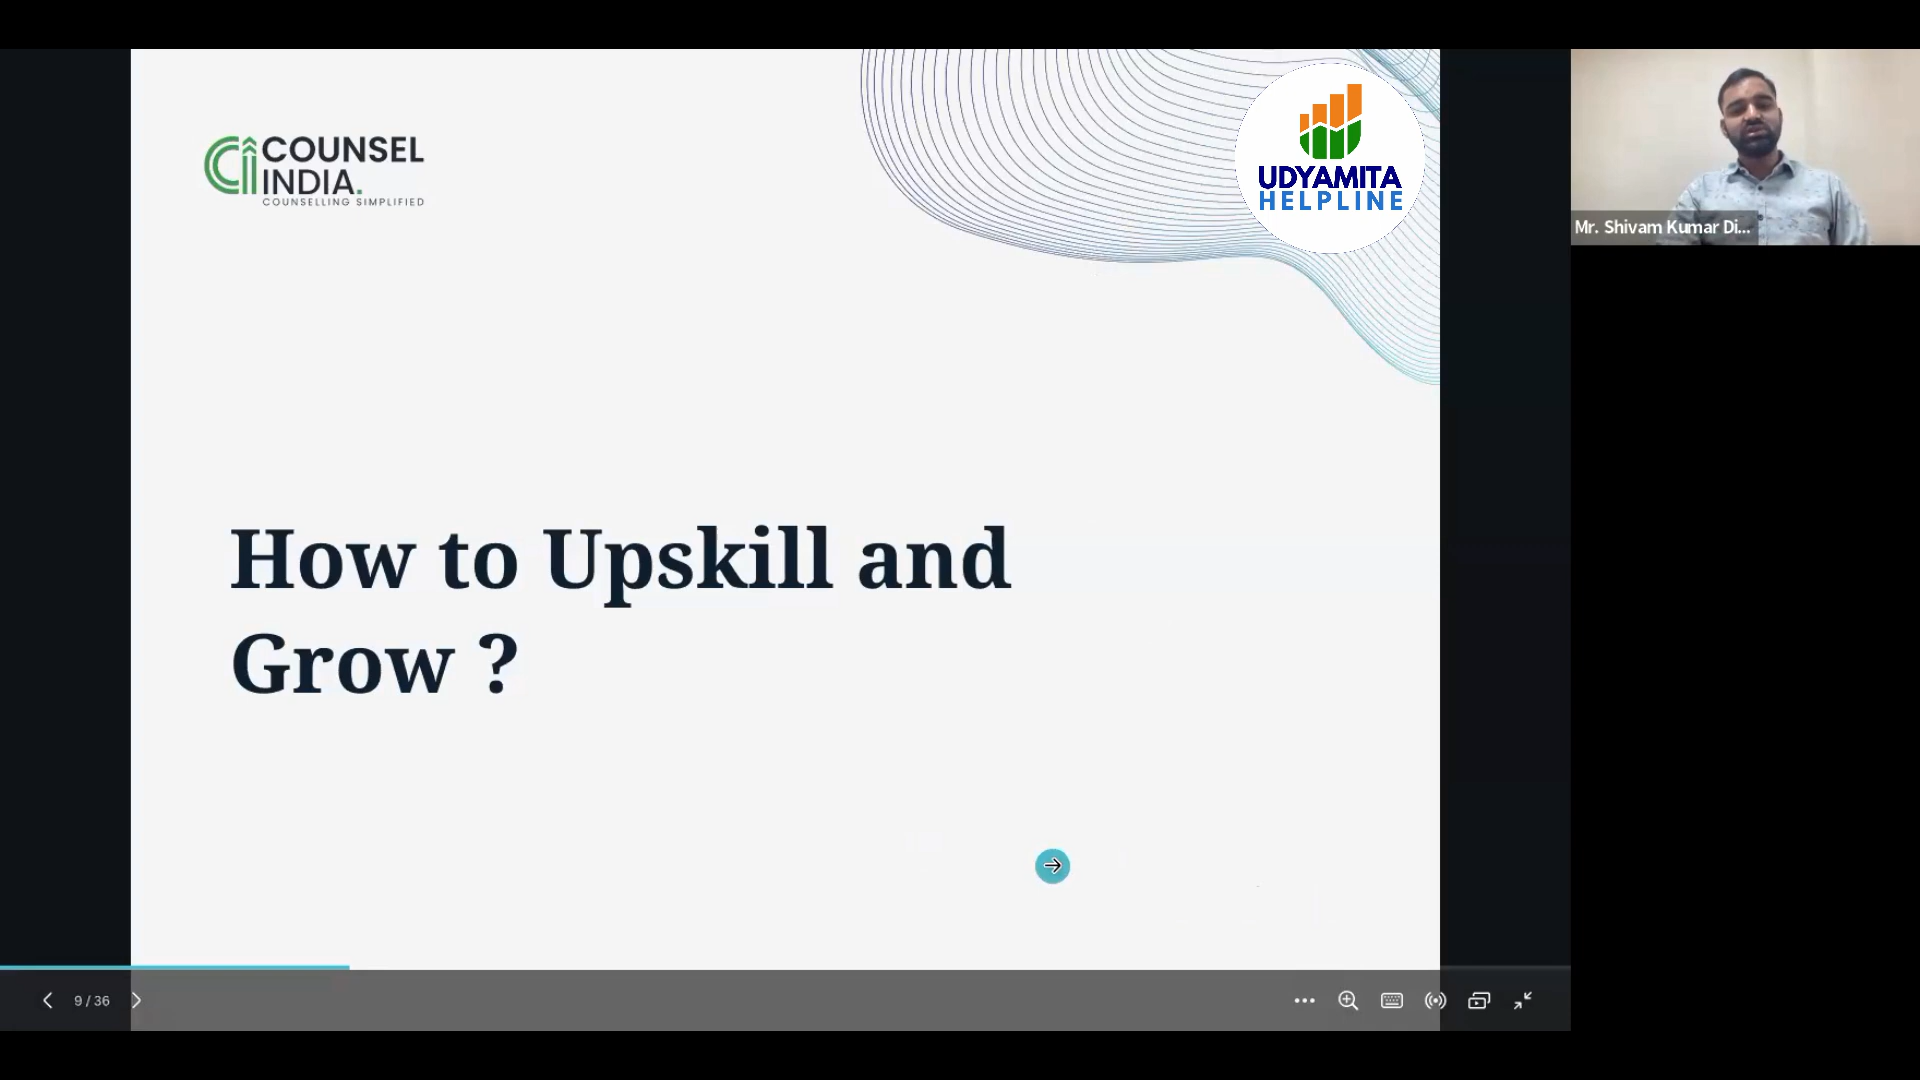 COUNSEL
INDIA.
COUNSELLING SIMPLIFIED
UDYAMITA
HELPLINE
Mr. Shivam Kumar Di...
How to Upskill and
Grow ?
9 / 36